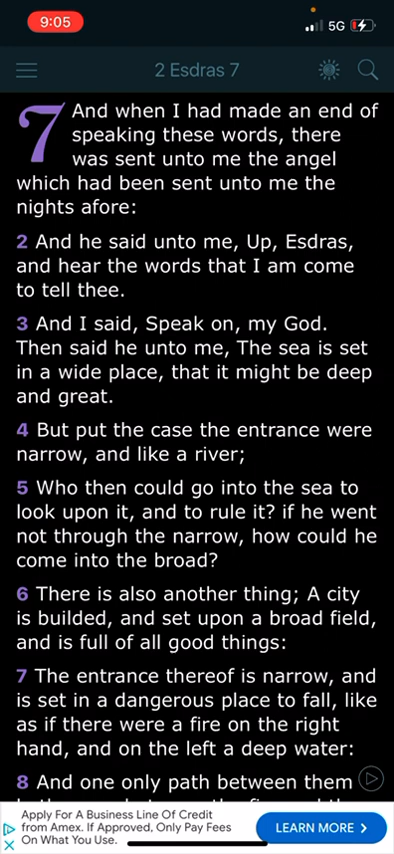 9:05
5G
2 Esdras 7
7 And when I had made an end of
speaking these words, there
was sent unto me the angel
which had been sent unto me the
nights afore:
2 And he said unto me, Up, Esdras,
and hear the words that I am come
to tell thee.
3 And I said, Speak on, my God.
Then said he unto me, The sea is set
in a wide place, that it might be deep
and great.
4 But put the case the entrance were
narrow, and like a river;
5 Who then could go into the sea to
look upon it, and to rule it? if he went
not through the narrow, how could he
come into the broad?
6 There is also another thing; A city
is builded, and set upon a broad field,
and is full of all good things:
7 The entrance thereof is narrow, and
is set in a dangerous place to fall, like
as if there were a fire on the right
hand, and on the left a deep water:
8 And one only path between them
Apply For A Business Line Of Credit
from Amex. If Approved, Only Pay Fees
On What You Use.
LEARN MORE >